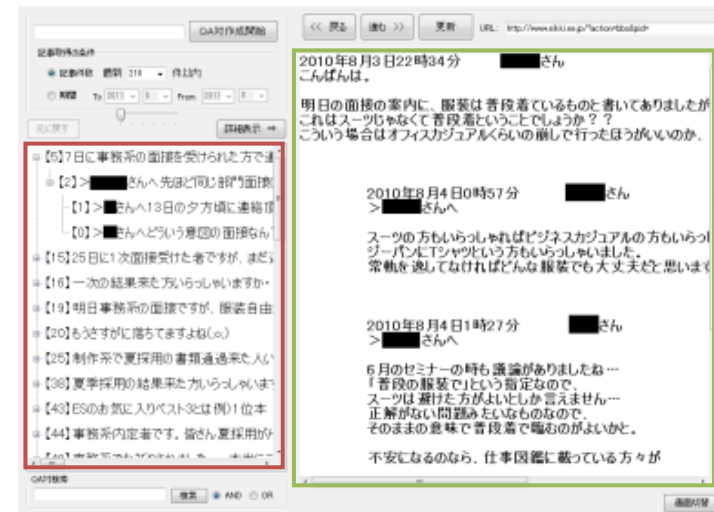 QA対作成開始
<< 戻る 進む >> 更新 URL:
記事取得の条件
記事件数 最新 210 件以内
期間 To 2011 - 8 - From 2011 - 8 -
元に戻す 詳細表示 ⇒
【5】7日に事務系の面接を受けられた方で
【2】> さんへ先ほど同じ部門面接
【1】> さんへ13日の夕方頃に連絡
【0】> さんへどういう意図の面接なん
【15】25日に1次面接受けた者ですが、まだ
【16】一次の結果来た方いらっしゃいますか・
【19】明日事務系の面接ですが、服装自由
【20】もうさすがに落ちてますよね(;;)
【25】制作系で夏採用の書類通過来た人い
【38】夏季採用の結果来た方いらっしゃいま
【43】ESのお気に入りベスト3とは例)1位本
【44】事務系内定者です。皆さん夏採用が
QA対検索
検索 AND OR
2010年8月3日22時34分 さん
こんばんは。
明日の面接の案内に、服装は普段着ているものと書いてありましたが
これはスーツじゃなくて普段着ということでしょうか？？
こういう場合はオフィスカジュアルくらいの崩しで行ったほうがいいのか、
2010年8月4日0時57分 さん
> さんへ
スーツの方もいらっしゃればビジネスカジュアルの方もいらっ
ジーパンにTシャツという方もいらっしゃいました。
常軌を逸してなければどんな服装でも大丈夫だと思います
2010年8月4日1時27分 さん
> さんへ
6月のセミナーの時も議論がありましたね…
「普段の服装で」という指定なので、
スーツは避けた方がよいとしか言えません…
正解がない問題みたいなものなので、
そのままの意味で普段着で臨むのがよいかと。
不安になるのなら、仕事図鑑に載っている方々が
画面切替